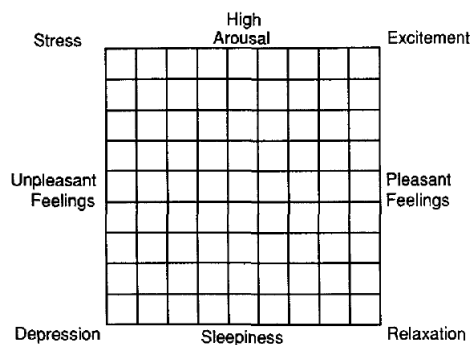 High
Stress Arousal Excitement
Unpleasant Pleasant
Feelings Feelings
Depression Sleepiness Relaxation